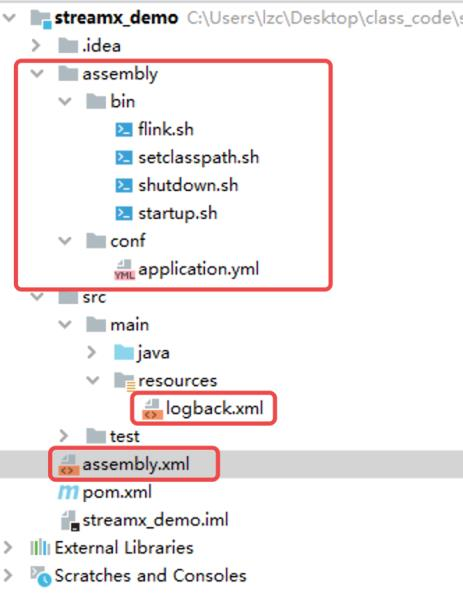 streamx_demo C:\Users\lzc\Desktop\class_code\s
.idea
assembly
bin
flink.sh
setclasspath.sh
shutdown.sh
startup.sh
conf
YML application.yml
src
main
java
resources
logback.xml
test
assembly.xml
m pom.xml
streamx_demo.iml
External Libraries
Scratches and Consoles